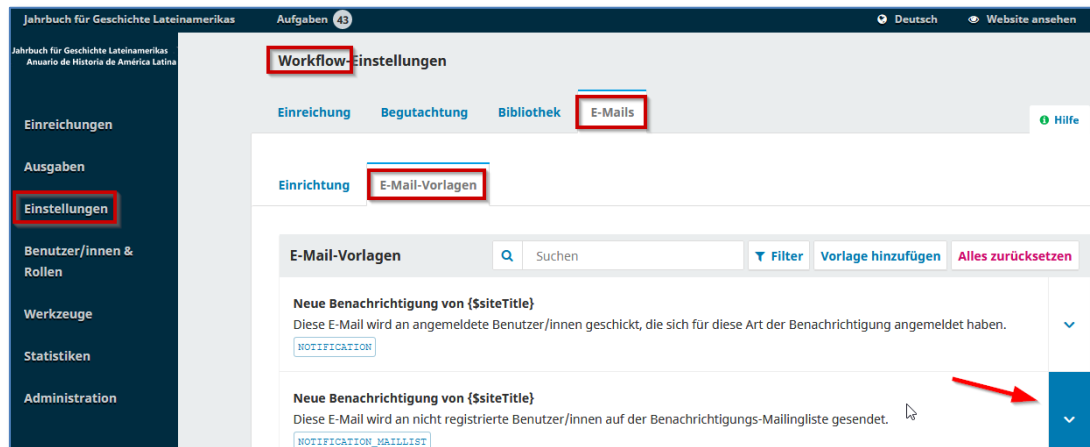 Jahrbuch für Geschichte Lateinamerikas Aufgaben 43 Deutsch Website ansehen
Jahrbuch für Geschichte Lateinamerikas
Anuario de Historia de América Latina
Workflow-Einstellungen
Einreichung Begutachtung Bibliothek E-Mails
Hilfe
Einreichungen
Ausgaben
Einstellungen
Benutzer/innen &
Rollen
Werkzeuge
Statistiken
Administration
Einrichtung E-Mail-Vorlagen
E-Mail-Vorlagen Suchen Filter Vorlage hinzufügen Alles zurücksetzen
Neue Benachrichtigung von {$siteTitle}
Diese E-Mail wird an angemeldete Benutzer/innen geschickt, die sich für diese Art der Benachrichtigung angemeldet haben.
NOTIFICATION
Neue Benachrichtigung von {$siteTitle}
Diese E-Mail wird an nicht registrierte Benutzer/innen auf der Benachrichtigungs-Mailingliste gesendet.
NOTIFICATION_MAILLIST